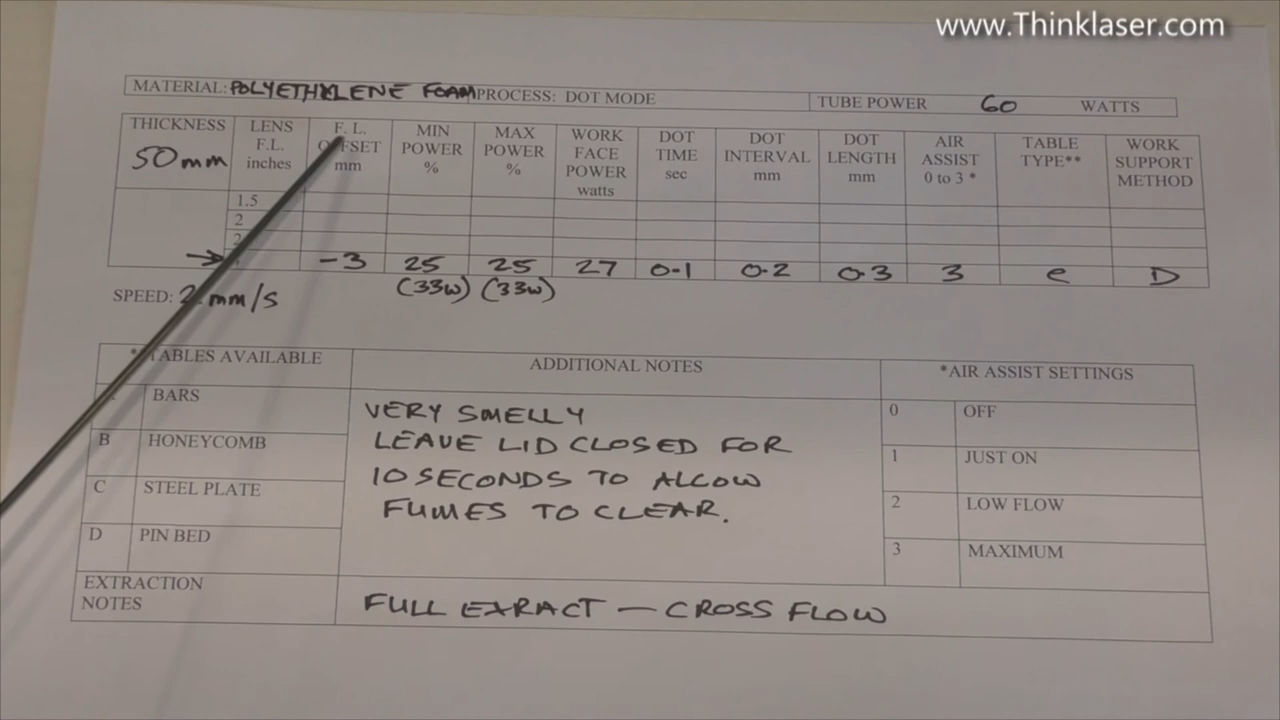 www.Thinklaser.com
MATERIAL: POLYETHYLENE FOAM PROCESS: DOT MODE TUBE POWER 60 WATTS
THICKNESS 50mm
LENS F.L. inches
F. L. OFFSET mm
MIN POWER %
MAX POWER %
WORK FACE POWER watts
DOT TIME sec
DOT INTERVAL mm
DOT LENGTH mm
AIR ASSIST 0 to 3 *
TABLE TYPE**
WORK SUPPORT METHOD
1.5
2
→ -3 25 25 27 0.1 0.2 0.3 3 e D
(33w) (33w)
SPEED: 2 mm/s
TABLES AVAILABLE
BARS
B HONEYCOMB
C STEEL PLATE
D PIN BED
ADDITIONAL NOTES
VERY SMELLY
LEAVE LID CLOSED FOR
10 SECONDS TO ALLOW
FUMES TO CLEAR.
*AIR ASSIST SETTINGS
0 OFF
1 JUST ON
2 LOW FLOW
3 MAXIMUM
EXTRACTION
NOTES
FULL EXRACT — CROSS FLOW